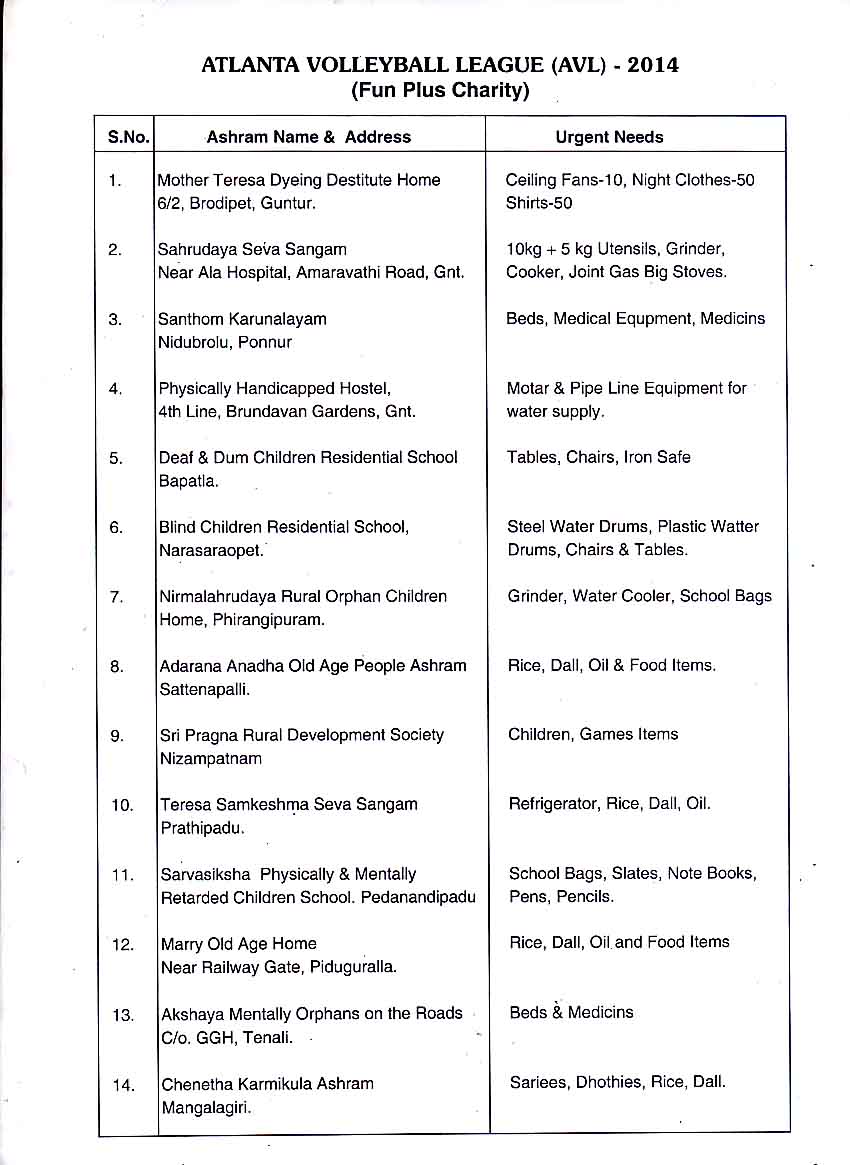 ATLANTA VOLLEYBALL LEAGUE (AVL) - 2014
(Fun Plus Charity)
S.No. Ashram Name & Address Urgent Needs
1. Mother Teresa Dyeing Destitute Home Ceiling Fans-10, Night Clothes-50
6/2, Brodipet, Guntur. Shirts-50
2. Sahrudaya Seva Sangam 10kg + 5 kg Utensils, Grinder,
Near Ala Hospital, Amaravathi Road, Gnt. Cooker, Joint Gas Big Stoves.
3. Santhom Karunalayam Beds, Medical Equpment, Medicins
Nidubrolu, Ponnur
4. Physically Handicapped Hostel, Motar & Pipe Line Equipment for
4th Line, Brundavan Gardens, Gnt. water supply.
5. Deaf & Dum Children Residential School Tables, Chairs, Iron Safe
Bapatla.
6. Blind Children Residential School, Steel Water Drums, Plastic Watter
Narasaraopet. Drums, Chairs & Tables.
7. Nirmalahrudaya Rural Orphan Children Grinder, Water Cooler, School Bags
Home, Phirangipuram.
8. Adarana Anadha Old Age People Ashram Rice, Dall, Oil & Food Items.
Sattenapalli.
9. Sri Pragna Rural Development Society Children, Games Items
Nizampatnam
10. Teresa Samkeshma Seva Sangam Refrigerator, Rice, Dall, Oil.
Prathipadu.
11. Sarvasiksha Physically & Mentally School Bags, Slates, Note Books,
Retarded Children School. Pedanandipadu Pens, Pencils.
12. Marry Old Age Home Rice, Dall, Oil and Food Items
Near Railway Gate, Piduguralla.
13. Akshaya Mentally Orphans on the Roads Beds & Medicins
C/o. GGH, Tenali.
14. Chenetha Karmikula Ashram Sariees, Dhothies, Rice, Dall.
Mangalagiri.